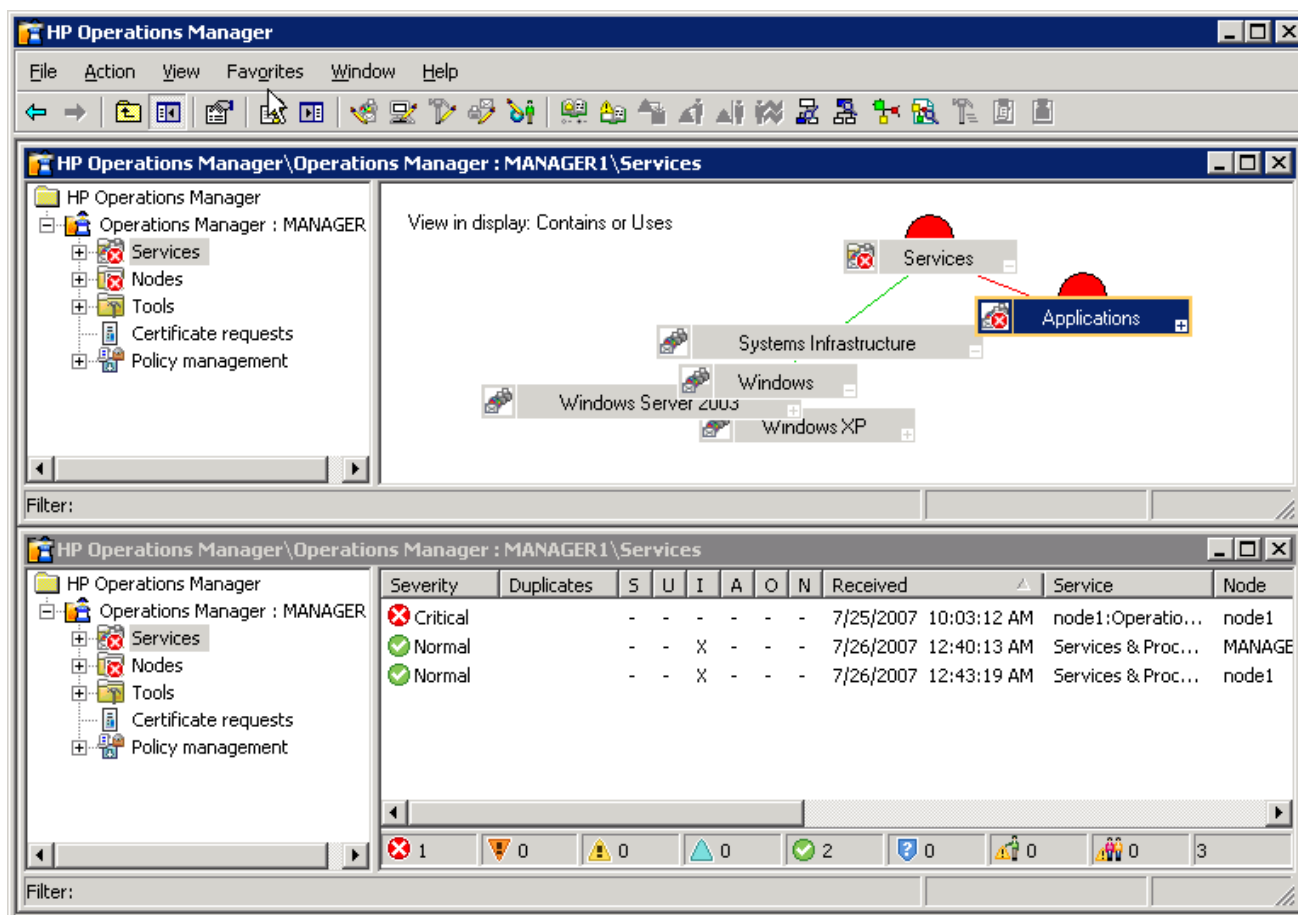 HP Operations Manager
File Action View Favorites Window Help
HP Operations Manager\Operations Manager : MANAGER1\Services
HP Operations Manager
Operations Manager : MANAGER
Services
Nodes
Tools
Certificate requests
Policy management
View in display: Contains or Uses
Services
Applications
Systems Infrastructure
Windows
Windows Server 2003
Windows XP
Filter:
HP Operations Manager\Operations Manager : MANAGER1\Services
HP Operations Manager
Operations Manager : MANAGER
Services
Nodes
Tools
Certificate requests
Policy management
Severity Duplicates S U I A O N Received Service Node
Critical - - - - - - 7/25/2007 10:03:12 AM node1:Operatio... node1
Normal - - X - - - 7/26/2007 12:40:13 AM Services & Proc... MANAGE
Normal - - X - - - 7/26/2007 12:43:19 AM Services & Proc... node1
1 0 0 0 2 0 0 0 3
Filter: